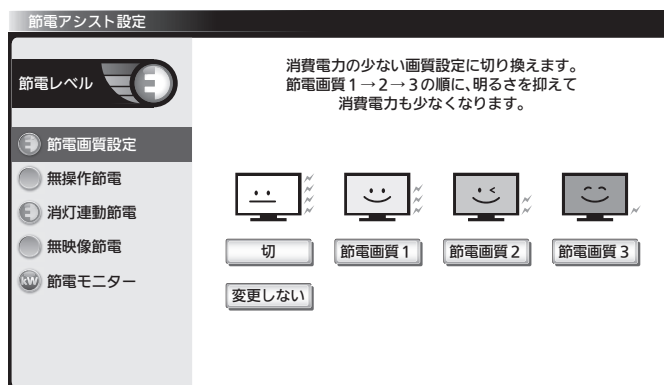 節電アシスト設定
節電レベル
消費電力の少ない画質設定に切り換えます。
節電画質1→2→3の順に、明るさを抑えて
消費電力も少なくなります。
節電画質設定
無操作節電
消灯連動節電
無映像節電
kW 節電モニター
切
節電画質1
節電画質2
節電画質3
変更しない